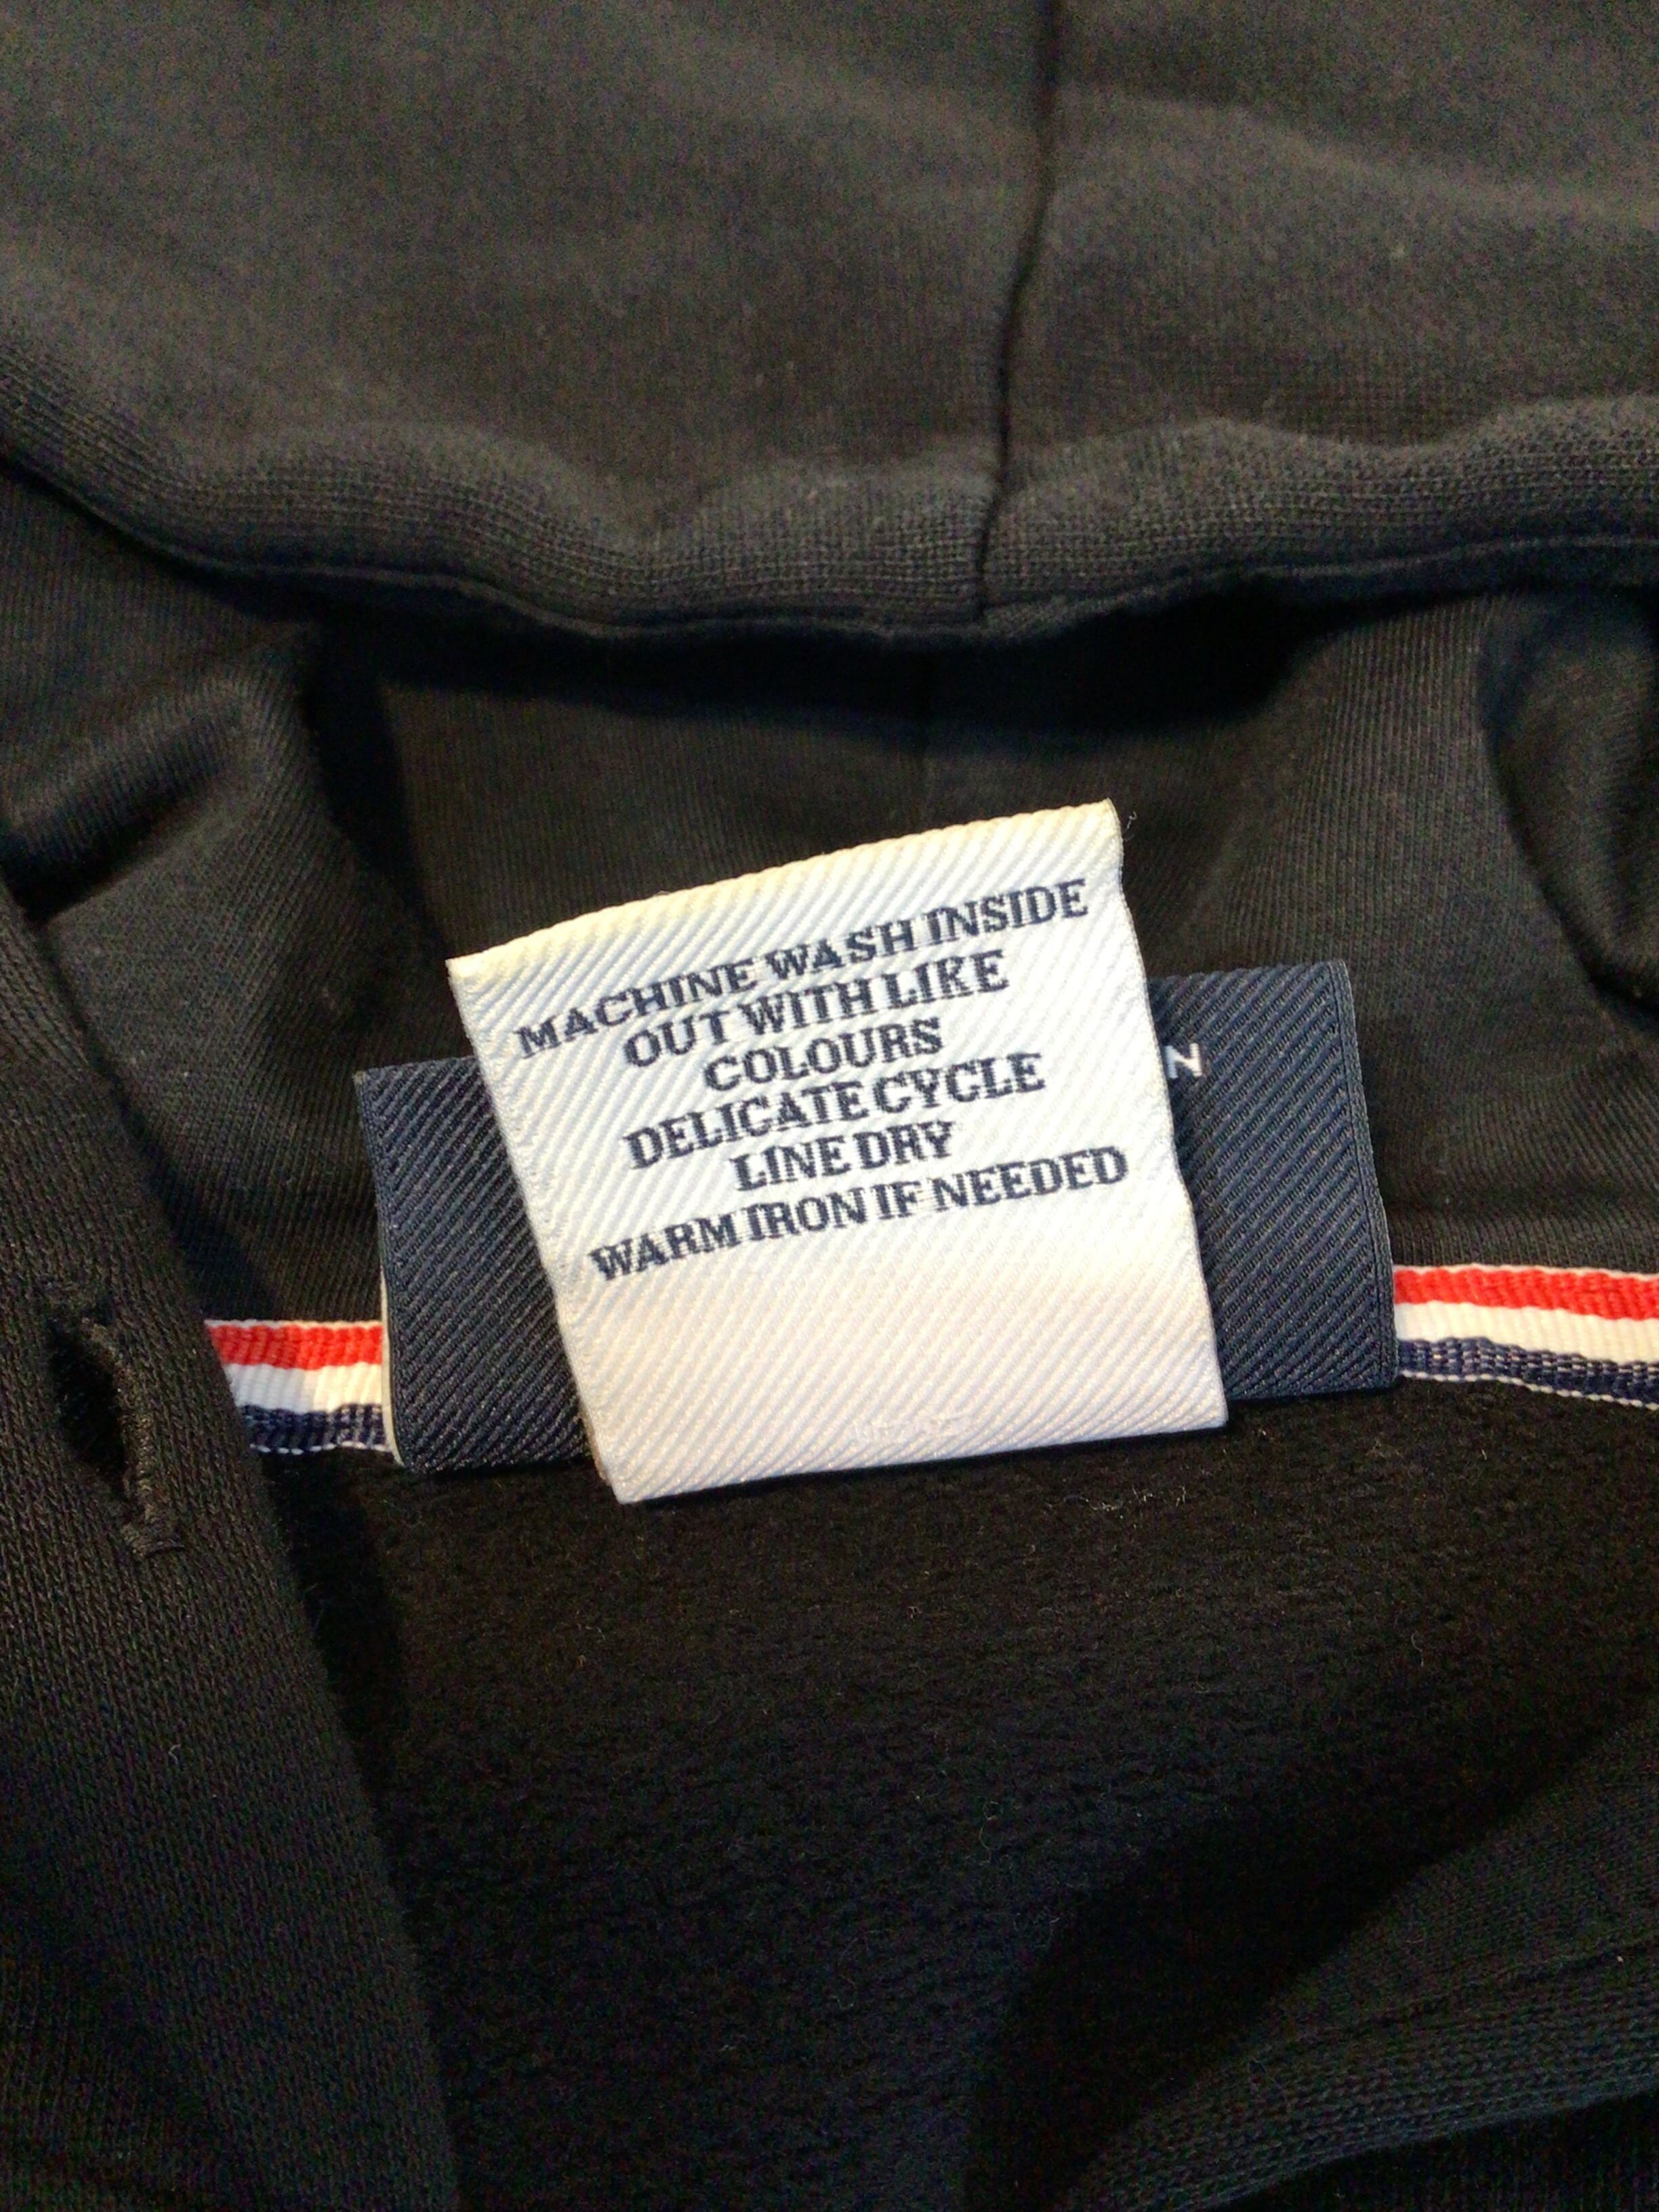 MACHINE WASH INSIDE
OUT WITH LIKE
COLOURS
DELICATE CYCLE
LINE DRY
WARM IRON IF NEEDED
N